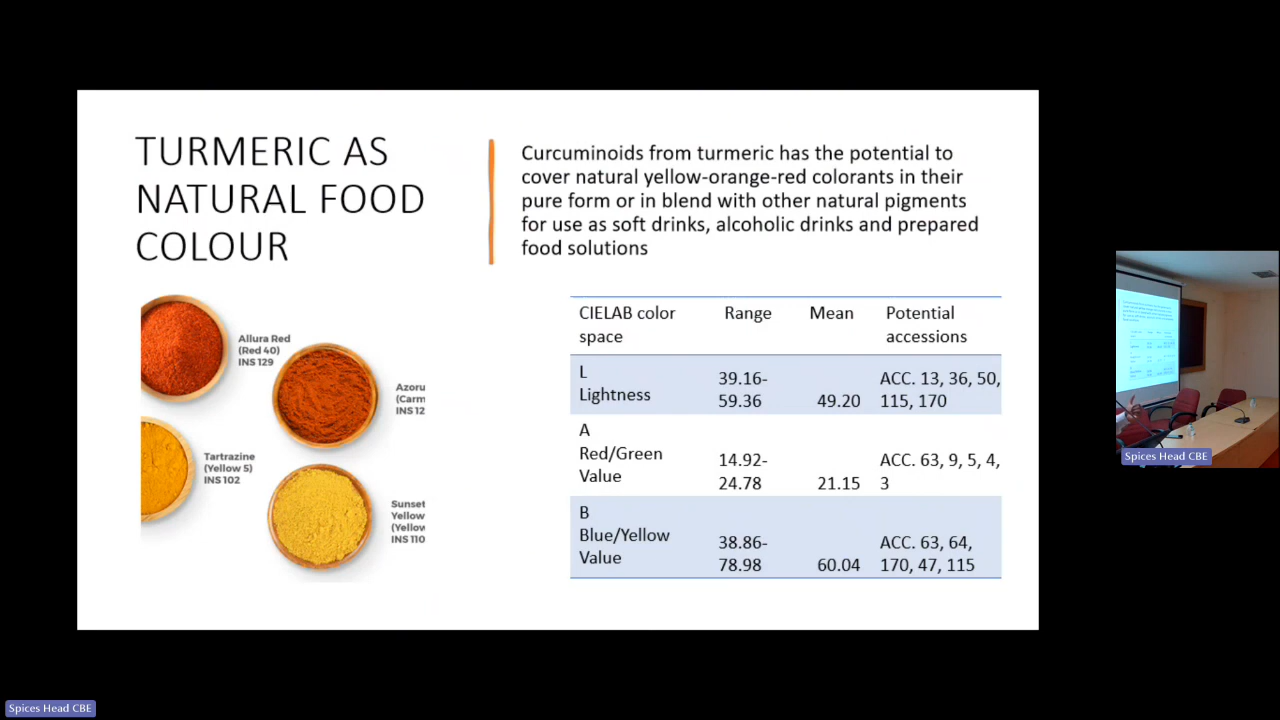 TURMERIC AS
NATURAL FOOD
COLOUR
Curcuminoids from turmeric has the potential to
cover natural yellow-orange-red colorants in their
pure form or in blend with other natural pigments
for use as soft drinks, alcoholic drinks and prepared
food solutions
Allura Red
(Red 40)
INS 129
Azoru
(Carm
INS 12
Tartrazine
(Yellow 5)
INS 102
Sunset
Yellow
(Yellow
INS 110
CIELAB color space Range Mean Potential accessions
L Lightness 39.16-59.36 49.20 ACC. 13, 36, 50, 115, 170
A Red/Green Value 14.92-24.78 21.15 ACC. 63, 9, 5, 4, 3
B Blue/Yellow Value 38.86-78.98 60.04 ACC. 63, 64, 170, 47, 115
Spices Head CBE
Spices Head CBE